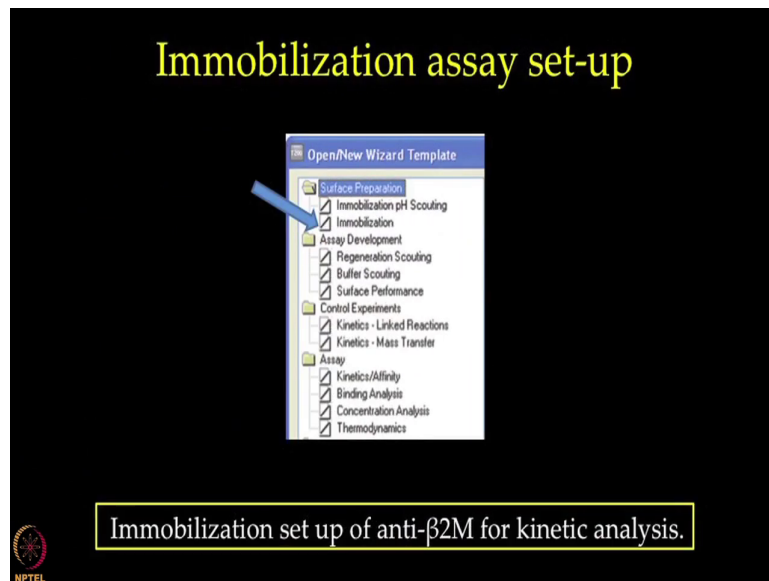 Immobilization assay set-up
Open/New Wizard Template
Surface Preparation
Immobilization pH Scouting
Immobilization
Assay Development
Regeneration Scouting
Buffer Scouting
Surface Performance
Control Experiments
Kinetics - Linked Reactions
Kinetics - Mass Transfer
Assay
Kinetics/Affinity
Binding Analysis
Concentration Analysis
Thermodynamics
Immobilization set up of anti-β2M for kinetic analysis.
NPTEL